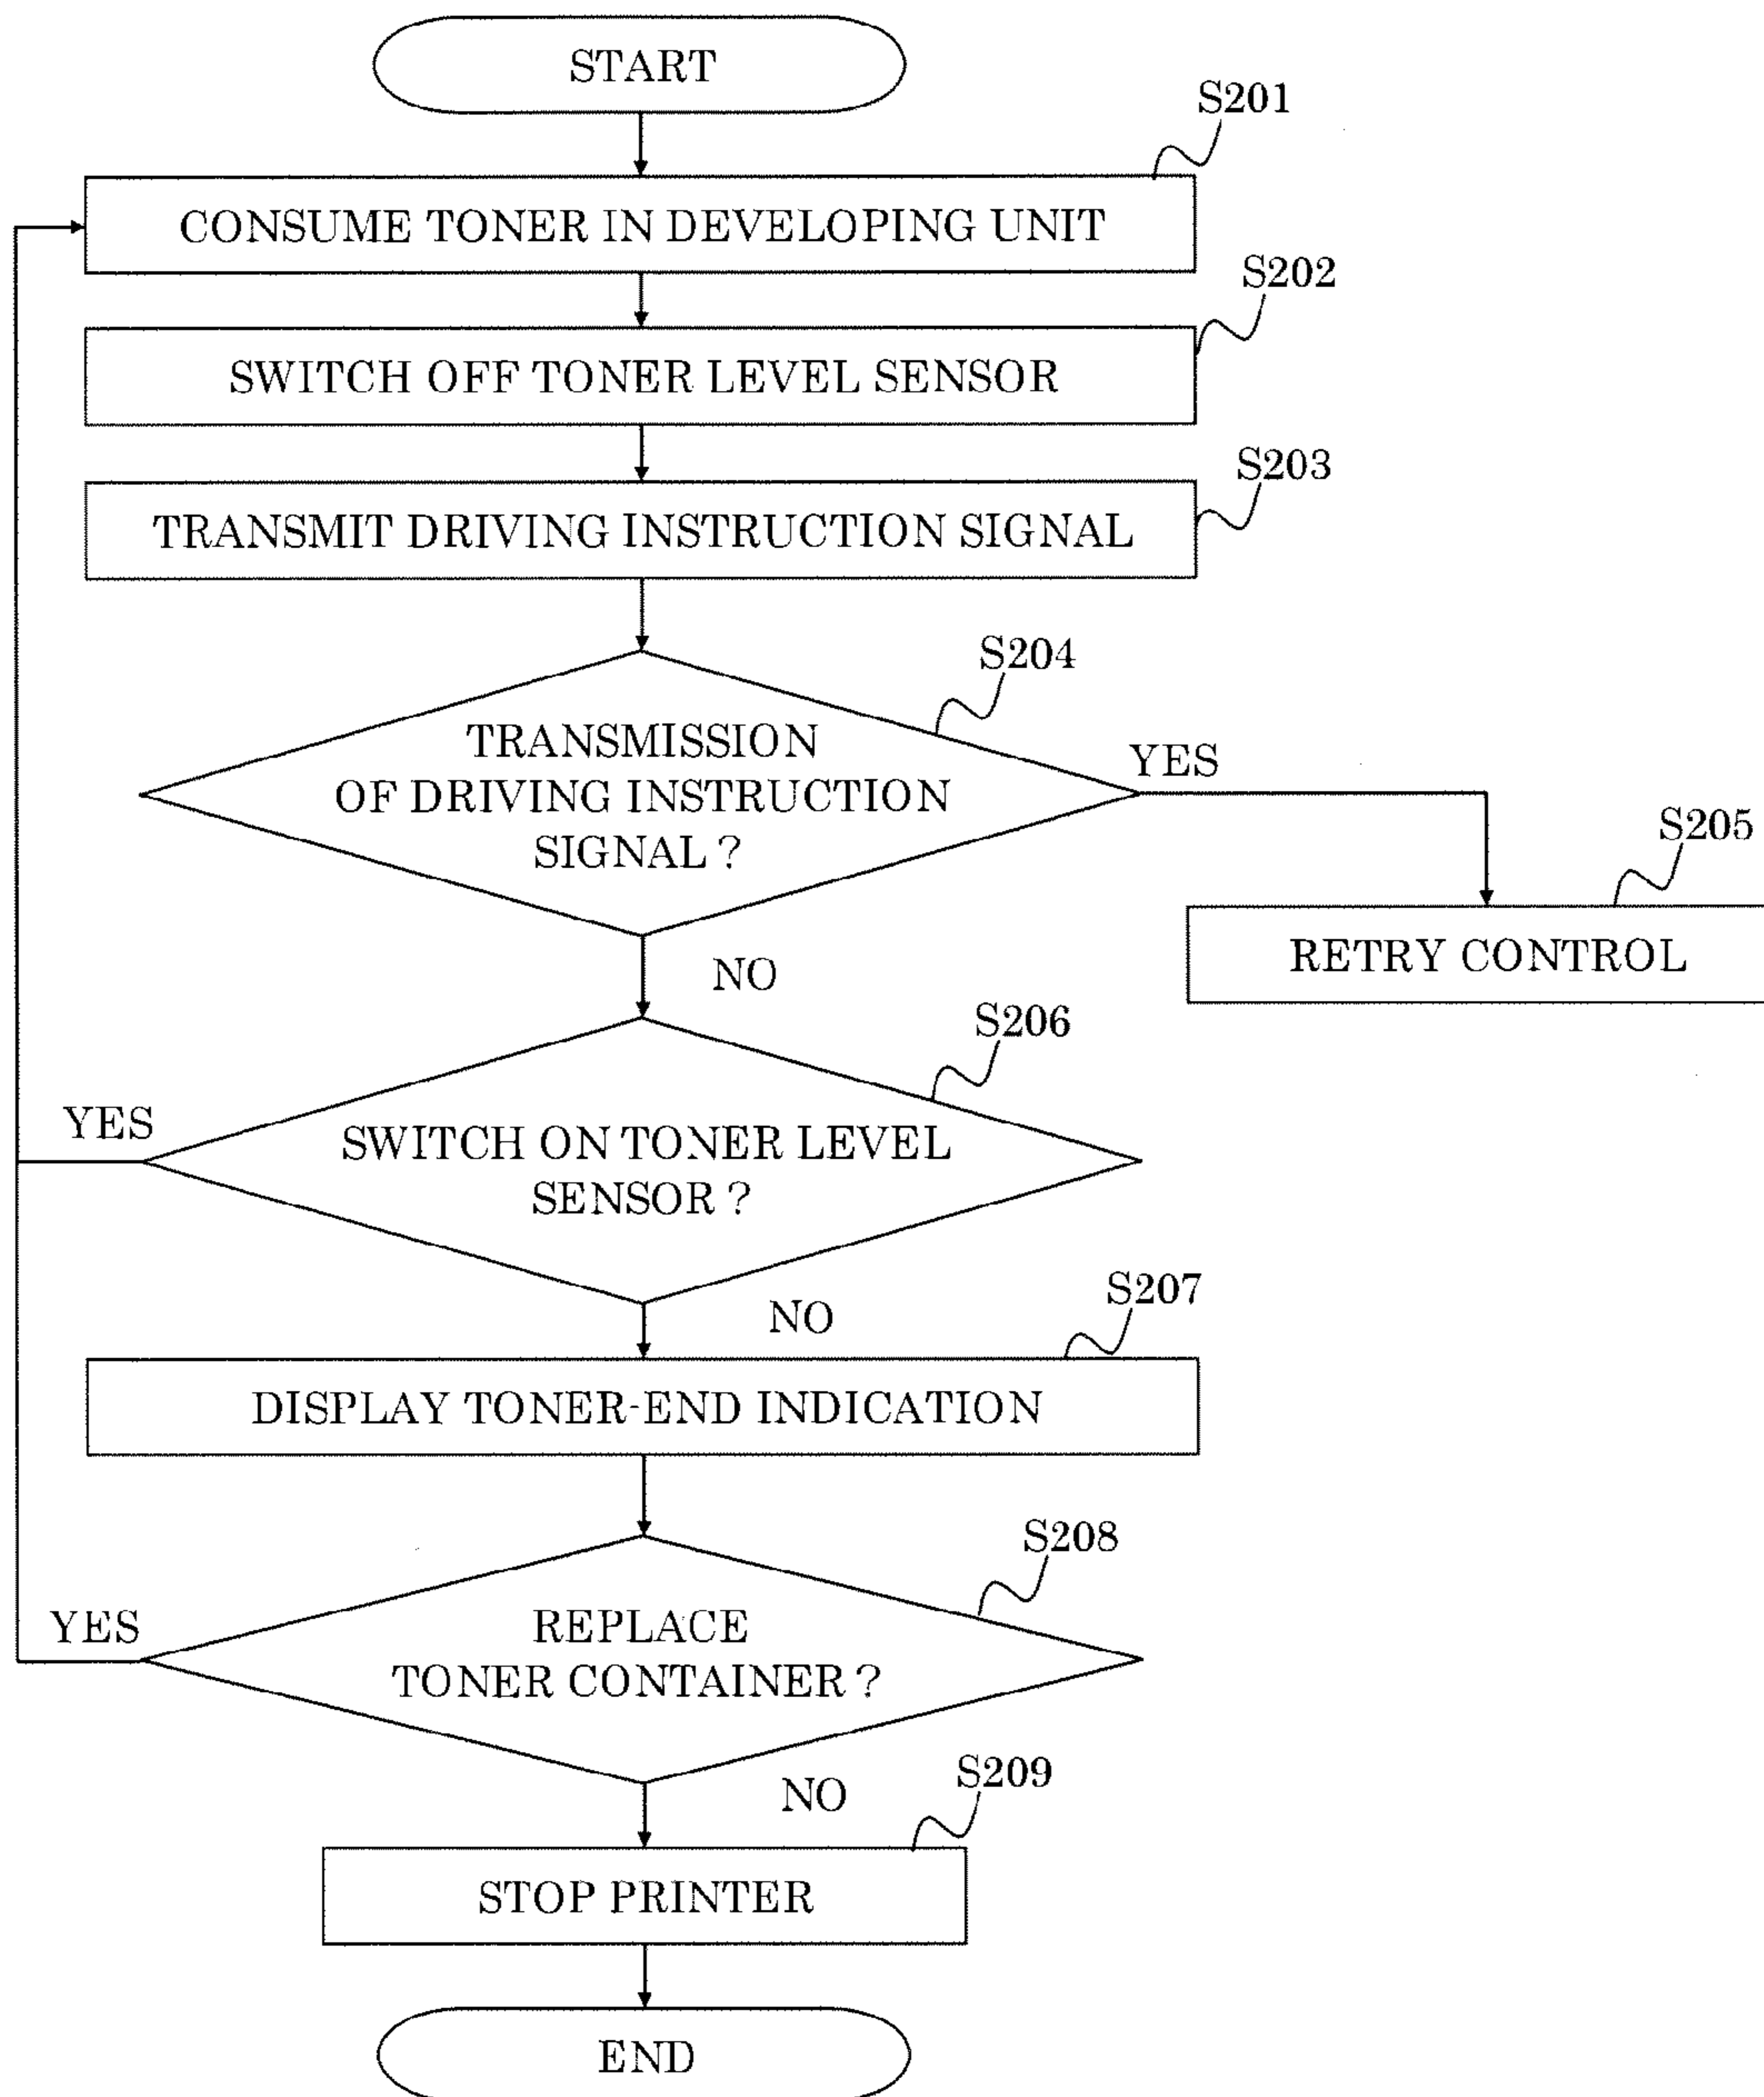 START
S201
CONSUME TONER IN DEVELOPING UNIT
S202
SWITCH OFF TONER LEVEL SENSOR
S203
TRANSMIT DRIVING INSTRUCTION SIGNAL
S204
TRANSMISSION
OF DRIVING INSTRUCTION
SIGNAL ?
YES
S205
RETRY CONTROL
NO
S206
SWITCH ON TONER LEVEL
SENSOR ?
YES
NO
S207
DISPLAY TONER-END INDICATION
S208
REPLACE
TONER CONTAINER ?
YES
NO
S209
STOP PRINTER
END